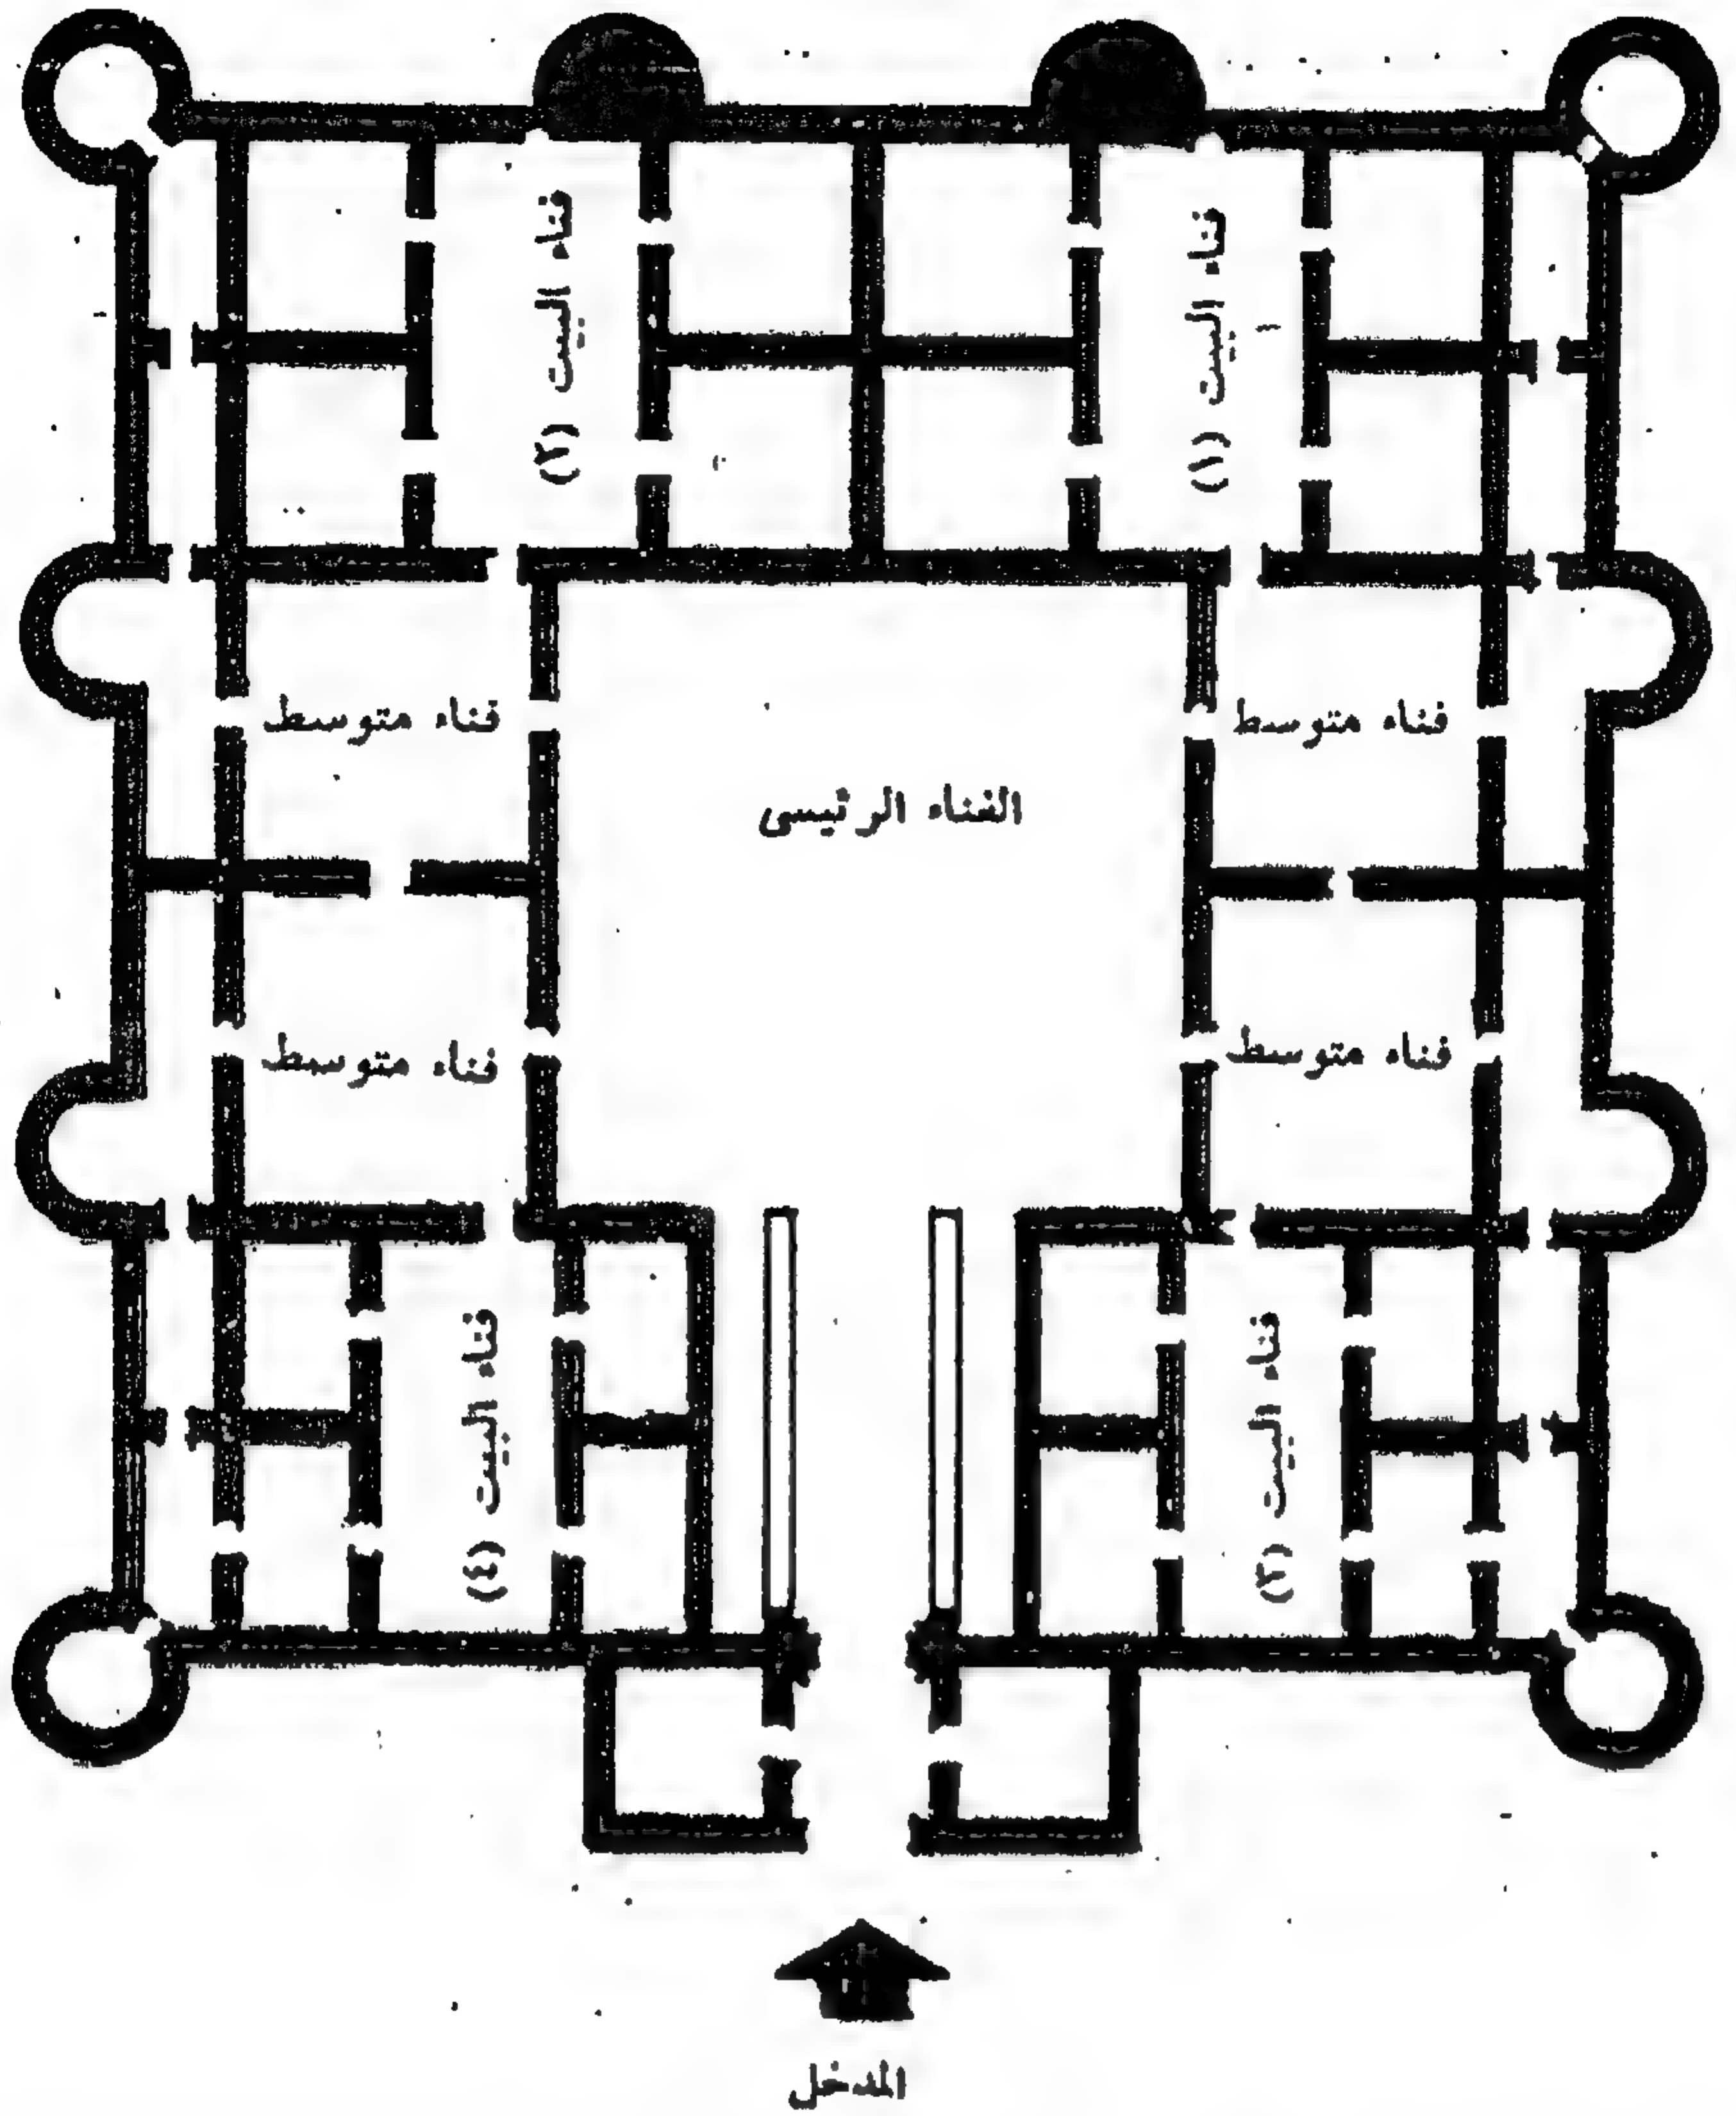 فناء البيت (١)
فناء البيت (٢)
فناء متوسط
فناء متوسط
الفناء الرئيسى
فناء متوسط
فناء متوسط
فناء البيت (٣)
فناء البيت (٤)
المدخل